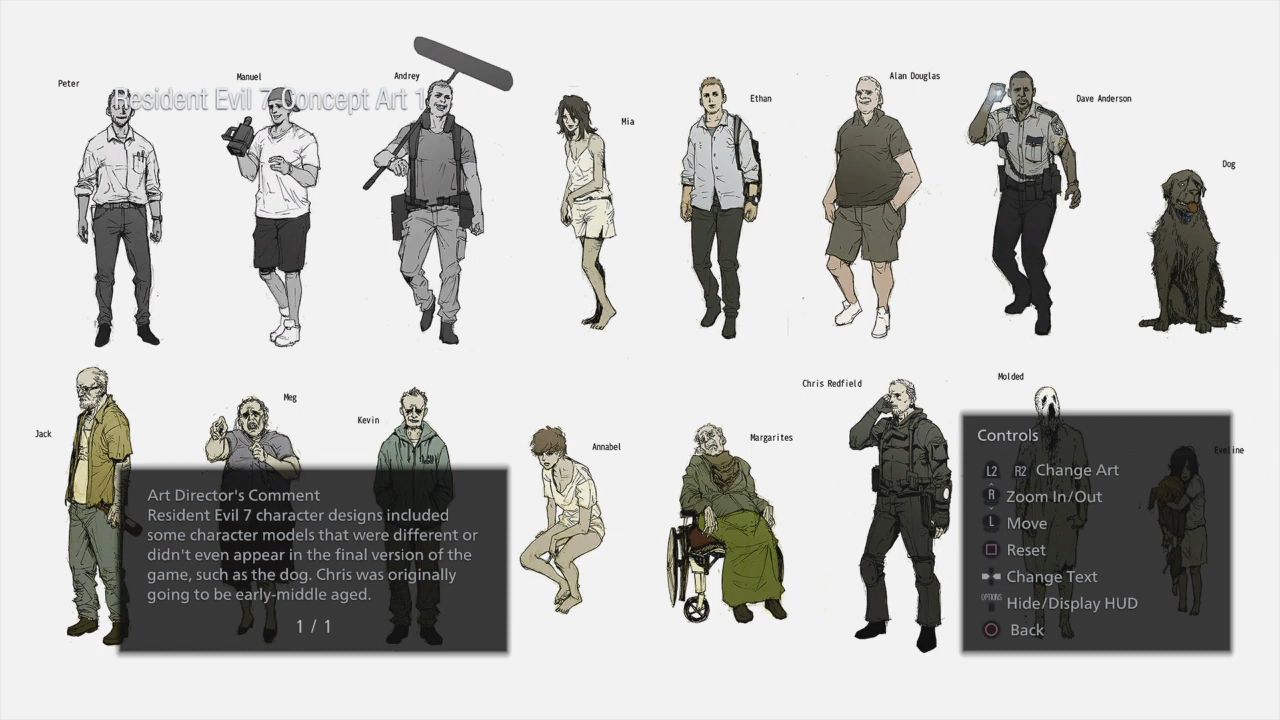 Peter
Manuel
Andrey
Mia
Ethan
Alan Douglas
Dave Anderson
Dog
Resident Evil 7 Concept Art 1
Jack
Meg
Kevin
Annabel
Margarites
Chris Redfield
Molded
Eveline
Art Director's Comment
Resident Evil 7 character designs included
some character models that were different or
didn't even appear in the final version of the
game, such as the dog. Chris was originally
going to be early-middle aged.
1 / 1
Controls
L2 R2 Change Art
R Zoom In/Out
L Move
Reset
Change Text
OPTIONS Hide/Display HUD
Back